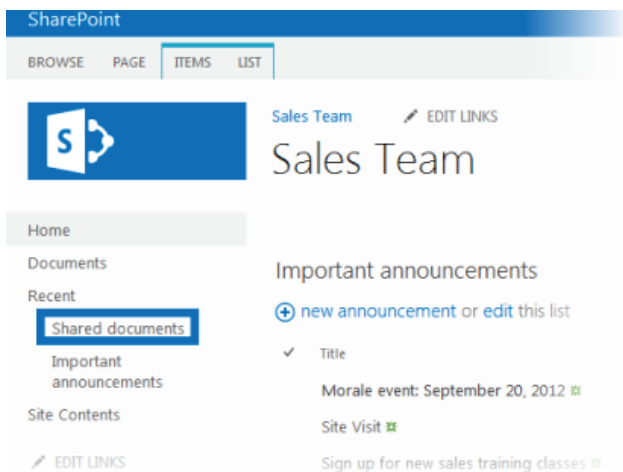 SharePoint
BROWSE PAGE ITEMS LIST
S
Sales Team EDIT LINKS
Sales Team
Home
Documents
Recent
Shared documents
Important
announcements
Site Contents
EDIT LINKS
Important announcements
new announcement or edit this list
Title
Morale event: September 20, 2012
Site Visit
Sign up for new sales training classes